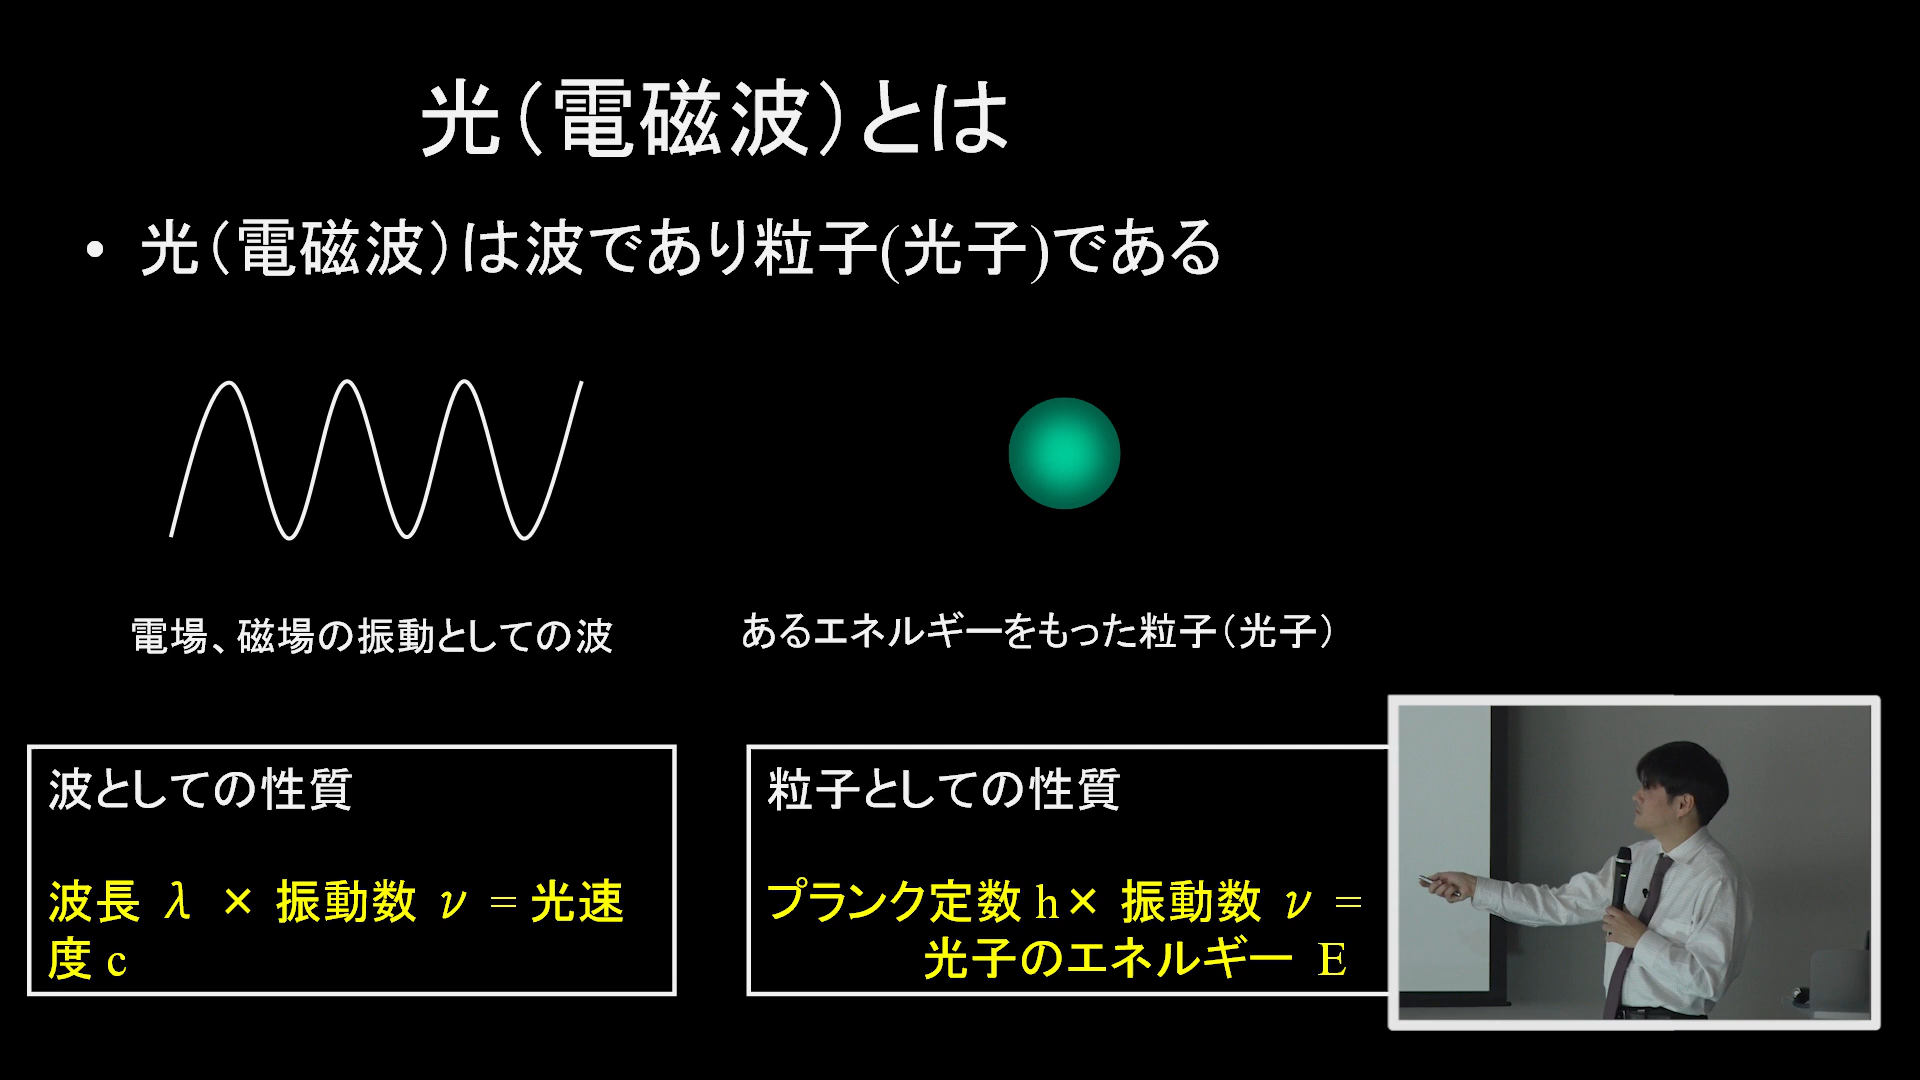 光（電磁波）とは
• 光（電磁波）は波であり粒子(光子)である
電場、磁場の振動としての波
あるエネルギーをもった粒子（光子）
波としての性質
波長 λ × 振動数 ν = 光速
度 c
粒子としての性質
プランク定数 h× 振動数 ν =
光子のエネルギー E